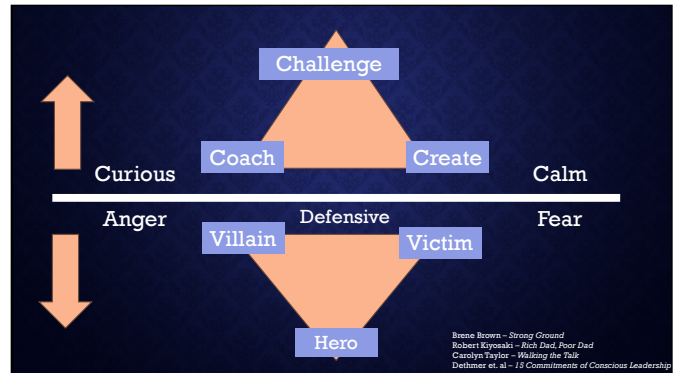 Challenge
Coach
Create
Curious
Calm
Anger
Defensive
Fear
Villain
Victim
Hero
Brene Brown – Strong Ground
Robert Kiyosaki – Rich Dad, Poor Dad
Carolyn Taylor – Walking the Talk
Dethmer et. al – 15 Commitments of Conscious Leadership